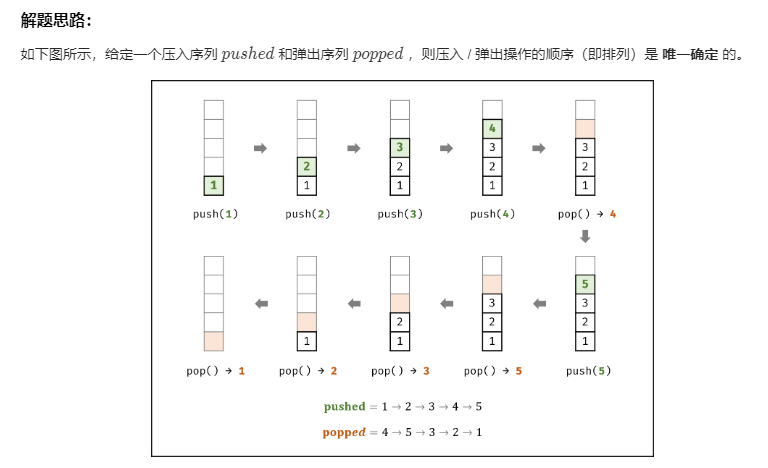 解题思路：
如下图所示，给定一个压入序列 pushed 和弹出序列 popped ，则压入 / 弹出操作的顺序（即排列）是 唯一确定 的。
4
3 3 3
2 2 2 2
1 1 1 1 1
push(1) push(2) push(3) push(4) pop() → 4
5
3 3
2 2 2
1 1 1 1
pop() → 1 pop() → 2 pop() → 3 pop() → 5 push(5)
pushed = 1 → 2 → 3 → 4 → 5
popped = 4 → 5 → 3 → 2 → 1